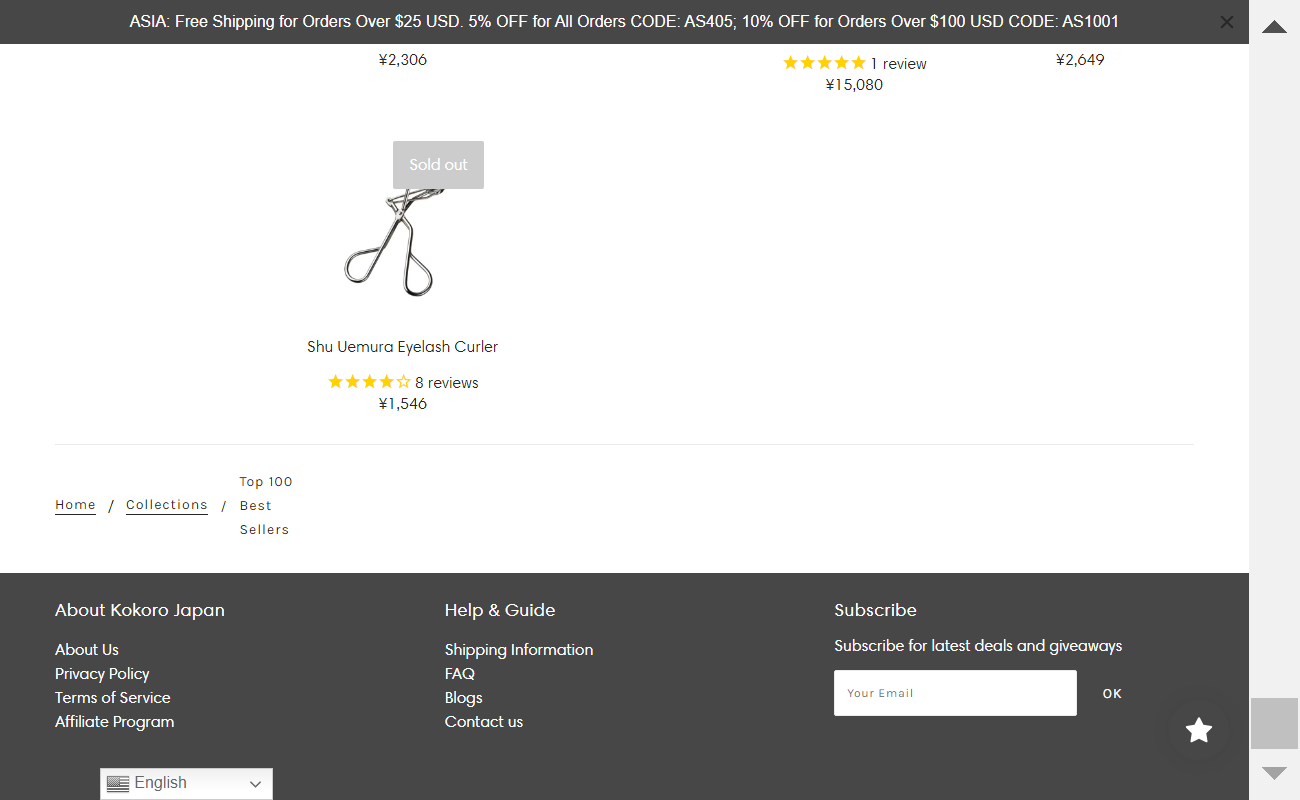 ASIA: Free Shipping for Orders Over $25 USD. 5% OFF for All Orders CODE: AS405; 10% OFF for Orders Over $100 USD CODE: AS1001
¥2,306
1 review
¥15,080
¥2,649
Sold out
Shu Uemura Eyelash Curler
8 reviews
¥1,546
Home / Collections / Top 100
Best
Sellers
About Kokoro Japan
About Us
Privacy Policy
Terms of Service
Affiliate Program
Help & Guide
Shipping Information
FAQ
Blogs
Contact us
Subscribe
Subscribe for latest deals and giveaways
Your Email
OK
English